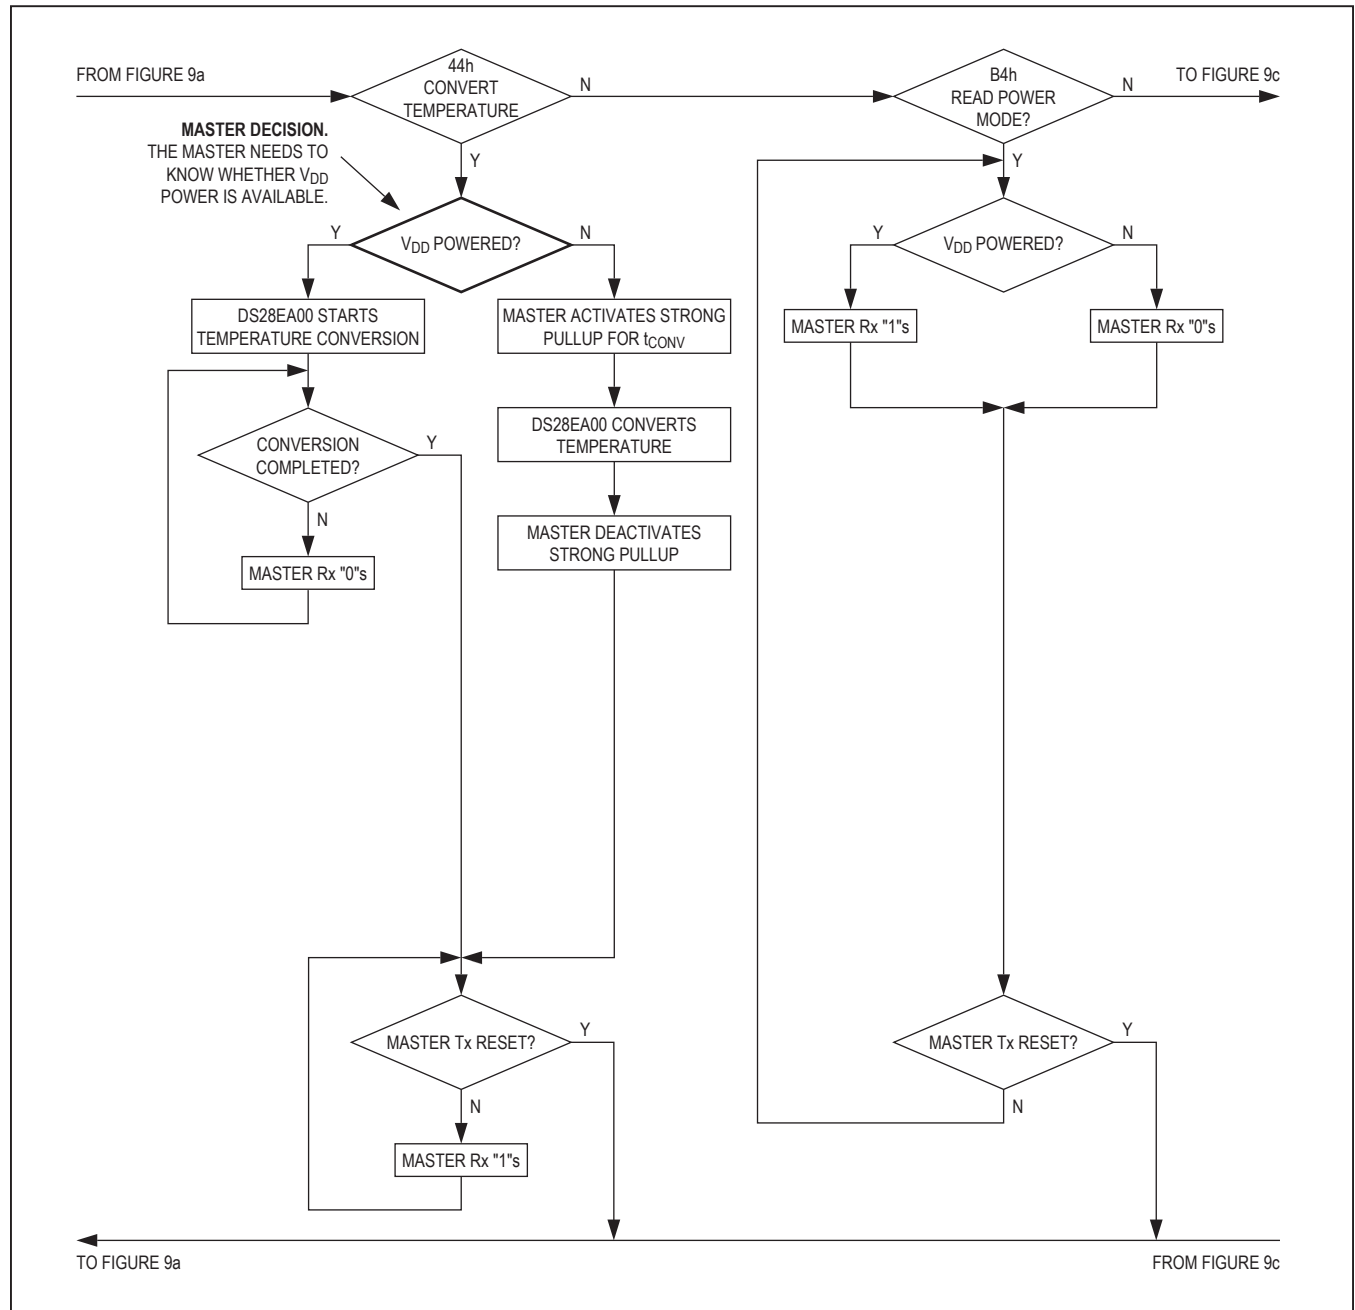 FROM FIGURE 9a
44h
CONVERT
TEMPERATURE
N
B4h
READ POWER
MODE?
N
TO FIGURE 9c
MASTER DECISION.
THE MASTER NEEDS TO
KNOW WHETHER VDD
POWER IS AVAILABLE.
Y
Y
Y
VDD POWERED?
N
Y
VDD POWERED?
N
DS28EA00 STARTS
TEMPERATURE CONVERSION
MASTER ACTIVATES STRONG
PULLUP FOR tCONV
MASTER Rx "1"s
MASTER Rx "0"s
CONVERSION
COMPLETED?
Y
DS28EA00 CONVERTS
TEMPERATURE
N
MASTER DEACTIVATES
STRONG PULLUP
MASTER Rx "0"s
MASTER Tx RESET?
Y
MASTER Tx RESET?
Y
N
N
MASTER Rx "1"s
TO FIGURE 9a
FROM FIGURE 9c